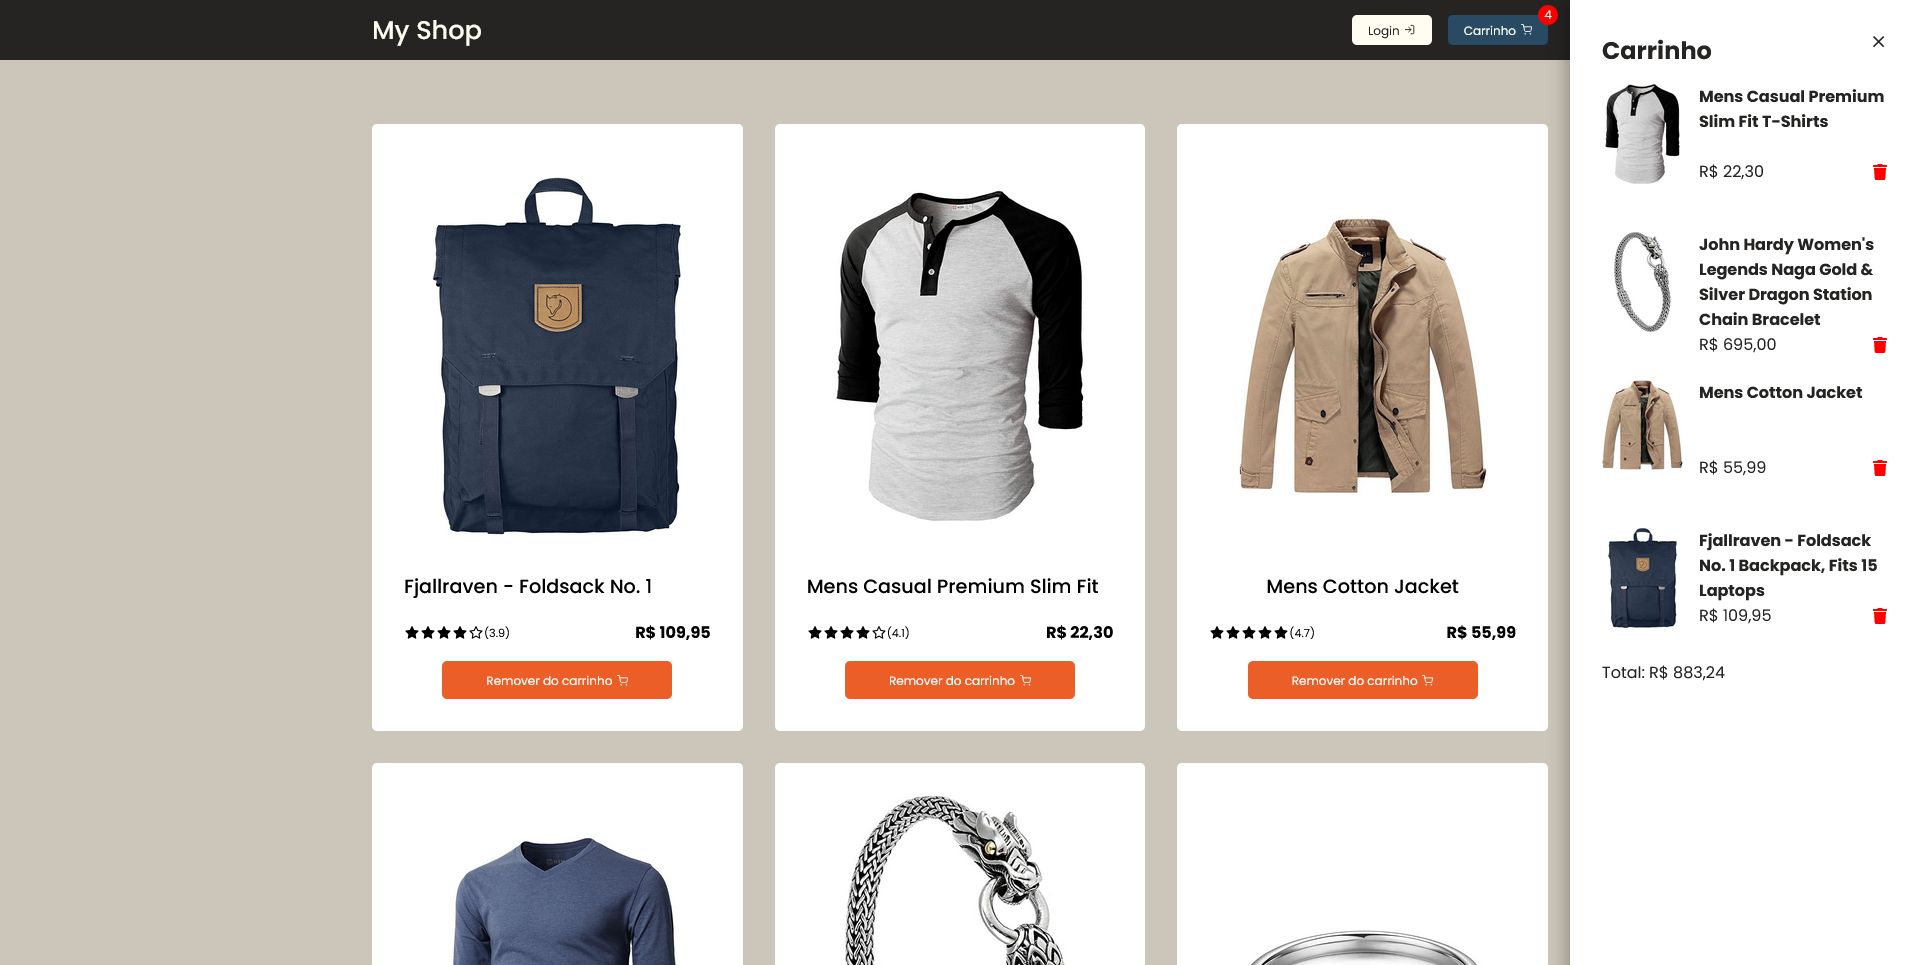 My Shop
Login
Carrinho
4
Fjallraven - Foldsack No. 1
(3.9)
R$ 109,95
Remover do carrinho
Mens Casual Premium Slim Fit
(4.1)
R$ 22,30
Remover do carrinho
Mens Cotton Jacket
(4.7)
R$ 55,99
Remover do carrinho
Carrinho
Mens Casual Premium
Slim Fit T-Shirts
R$ 22,30
John Hardy Women's
Legends Naga Gold &
Silver Dragon Station
Chain Bracelet
R$ 695,00
Mens Cotton Jacket
R$ 55,99
Fjallraven - Foldsack
No. 1 Backpack, Fits 15
Laptops
R$ 109,95
Total: R$ 883,24